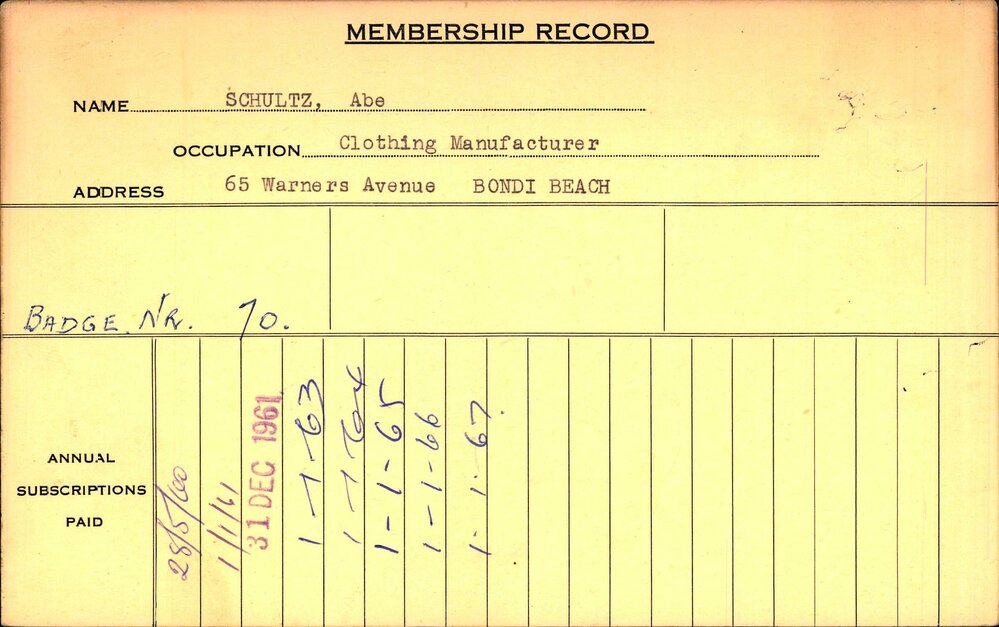 MEMBERSHIP RECORD
NAME SCHULTZ, Abe
OCCUPATION Clothing Manufacturer
ADDRESS 65 Warners Avenue BONDI BEACH
BADGE NR. 70.
ANNUAL
SUBSCRIPTIONS
PAID
28/5/60
1/1/61
31 DEC 1961
1-1-63
1-1-64
1-1-65
1-1-66
1-1-67.